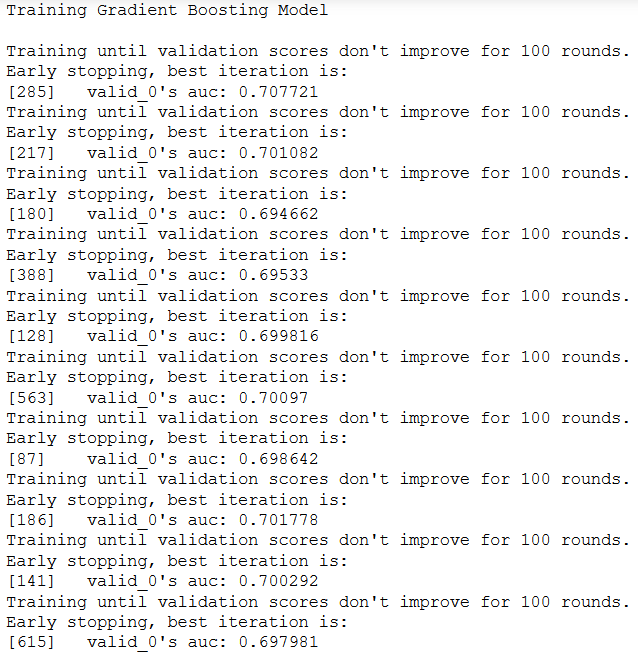 Training Gradient Boosting Model
Training until validation scores don't improve for 100 rounds.
Early stopping, best iteration is:
[285]   valid_0's auc: 0.707721
Training until validation scores don't improve for 100 rounds.
Early stopping, best iteration is:
[217]   valid_0's auc: 0.701082
Training until validation scores don't improve for 100 rounds.
Early stopping, best iteration is:
[180]   valid_0's auc: 0.694662
Training until validation scores don't improve for 100 rounds.
Early stopping, best iteration is:
[388]   valid_0's auc: 0.69533
Training until validation scores don't improve for 100 rounds.
Early stopping, best iteration is:
[128]   valid_0's auc: 0.699816
Training until validation scores don't improve for 100 rounds.
Early stopping, best iteration is:
[563]   valid_0's auc: 0.70097
Training until validation scores don't improve for 100 rounds.
Early stopping, best iteration is:
[87]    valid_0's auc: 0.698642
Training until validation scores don't improve for 100 rounds.
Early stopping, best iteration is:
[186]   valid_0's auc: 0.701778
Training until validation scores don't improve for 100 rounds.
Early stopping, best iteration is:
[141]   valid_0's auc: 0.700292
Training until validation scores don't improve for 100 rounds.
Early stopping, best iteration is:
[615]   valid_0's auc: 0.697981